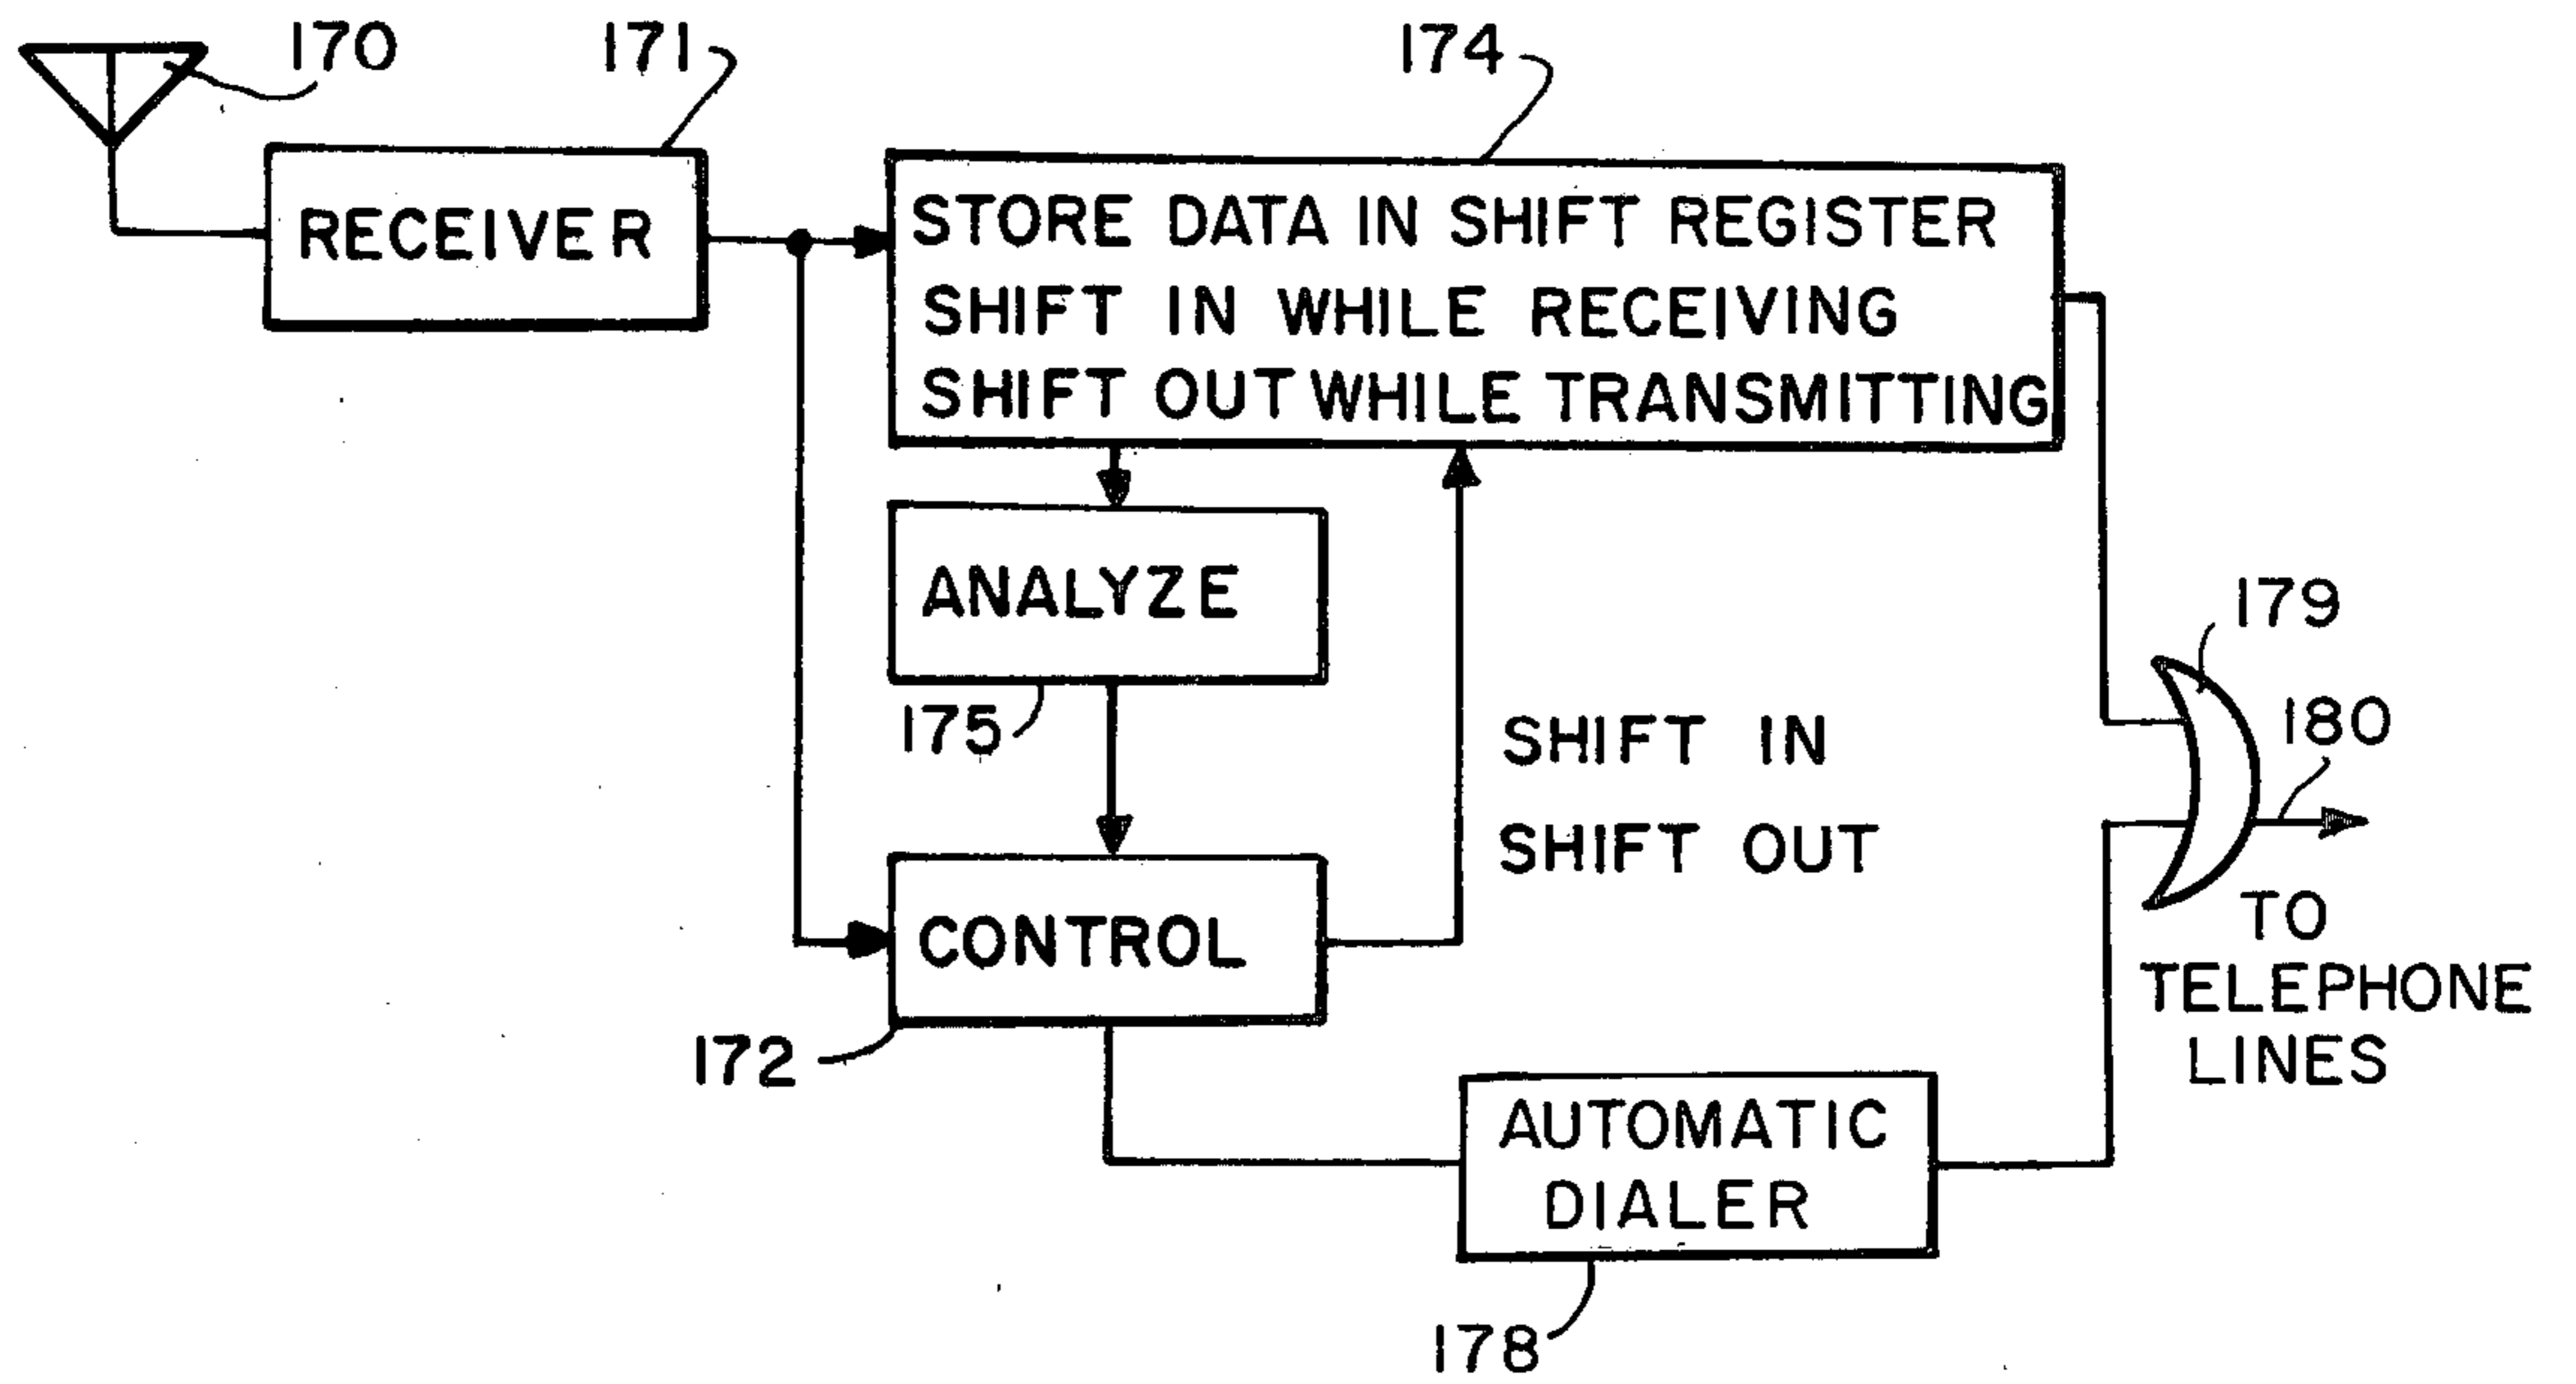 170
171
174
RECEIVER
STORE DATA IN SHIFT REGISTER
SHIFT IN WHILE RECEIVING
SHIFT OUT WHILE TRANSMITTING
ANALYZE
175
179
180
SHIFT IN
SHIFT OUT
CONTROL
172
TO
TELEPHONE
LINES
AUTOMATIC
DIALER
178